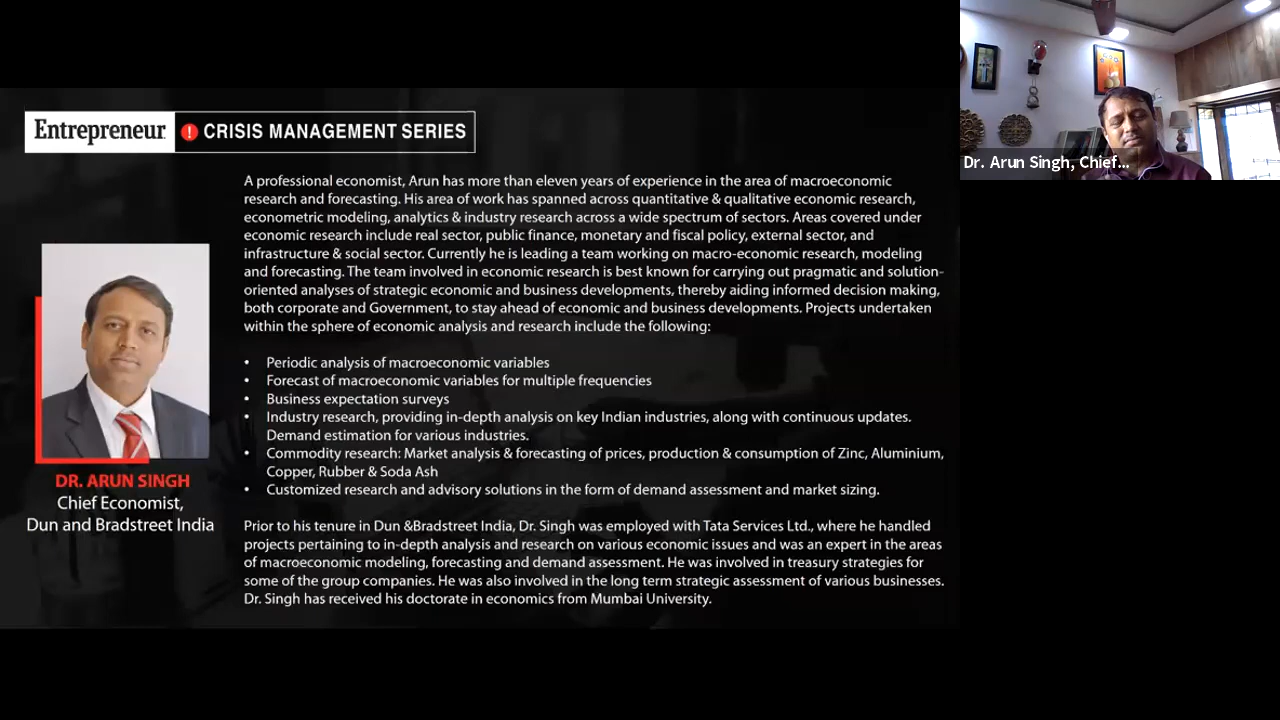 Entrepreneur
! CRISIS MANAGEMENT SERIES
A professional economist, Arun has more than eleven years of experience in the area of macroeconomic
research and forecasting. His area of work has spanned across quantitative & qualitative economic research,
econometric modeling, analytics & industry research across a wide spectrum of sectors. Areas covered under
economic research include real sector, public finance, monetary and fiscal policy, external sector, and
infrastructure & social sector. Currently he is leading a team working on macro-economic research, modeling
and forecasting. The team involved in economic research is best known for carrying out pragmatic and solution-
oriented analyses of strategic economic and business developments, thereby aiding informed decision making,
both corporate and Government, to stay ahead of economic and business developments. Projects undertaken
within the sphere of economic analysis and research include the following:
• Periodic analysis of macroeconomic variables
• Forecast of macroeconomic variables for multiple frequencies
• Business expectation surveys
• Industry research, providing in-depth analysis on key Indian industries, along with continuous updates.
Demand estimation for various industries.
• Commodity research: Market analysis & forecasting of prices, production & consumption of Zinc, Aluminium,
Copper, Rubber & Soda Ash
• Customized research and advisory solutions in the form of demand assessment and market sizing.
Prior to his tenure in Dun &Bradstreet India, Dr. Singh was employed with Tata Services Ltd., where he handled
projects pertaining to in-depth analysis and research on various economic issues and was an expert in the areas
of macroeconomic modeling, forecasting and demand assessment. He was involved in treasury strategies for
some of the group companies. He was also involved in the long term strategic assessment of various businesses.
Dr. Singh has received his doctorate in economics from Mumbai University.
DR. ARUN SINGH
Chief Economist,
Dun and Bradstreet India
Dr. Arun Singh, Chief...